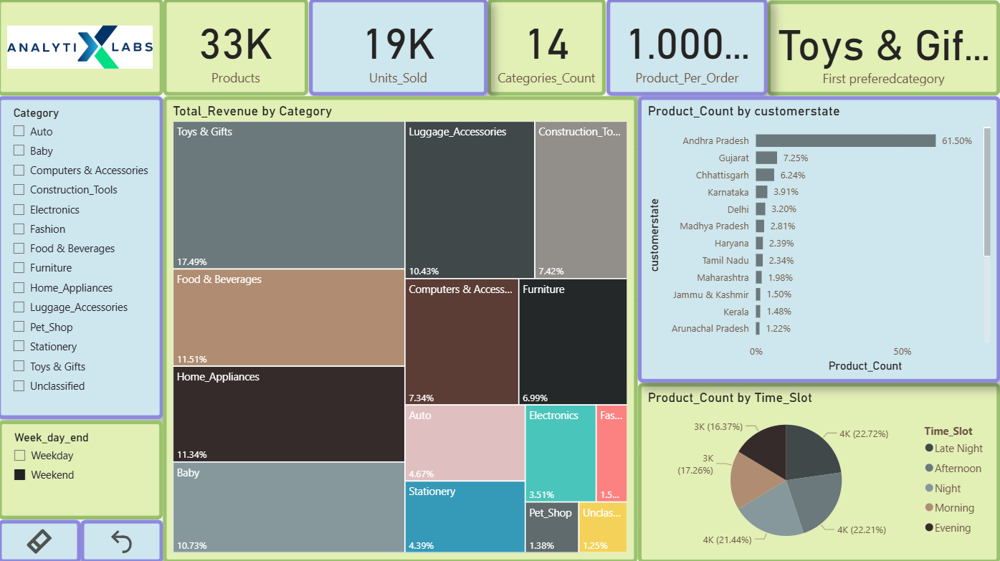 ANALYTIX LABS
33K
Products
19K
Units_Sold
14
Categories_Count
1.000...
Product_Per_Order
Toys & Gif...
First preferedcategory
Category
Auto
Baby
Computers & Accessories
Construction_Tools
Electronics
Fashion
Food & Beverages
Furniture
Home_Appliances
Luggage_Accessories
Pet_Shop
Stationery
Toys & Gifts
Unclassified
Week_day_end
Weekday
Weekend
Total_Revenue by Category
Toys & Gifts
17.49%
Food & Beverages
11.51%
Home_Appliances
11.34%
Baby
10.73%
Luggage_Accessories
10.43%
Construction_To...
7.42%
Computers & Access...
7.34%
Furniture
6.99%
Auto
4.67%
Stationery
4.39%
Electronics
3.51%
Fas...
1.5...
Pet_Shop
1.38%
Unclas...
1.25%
Product_Count by customerstate
customerstate
Andhra Pradesh 61.50%
Gujarat 7.25%
Chhattisgarh 6.24%
Karnataka 3.91%
Delhi 3.20%
Madhya Pradesh 2.81%
Haryana 2.39%
Tamil Nadu 2.34%
Maharashtra 1.98%
Jammu & Kashmir 1.50%
Kerala 1.48%
Arunachal Pradesh 1.22%
0% 50%
Product_Count
Product_Count by Time_Slot
3K (16.37%)
4K (22.72%)
3K
(17.26%)
4K (21.44%)
4K (22.21%)
Time_Slot
Late Night
Afternoon
Night
Morning
Evening